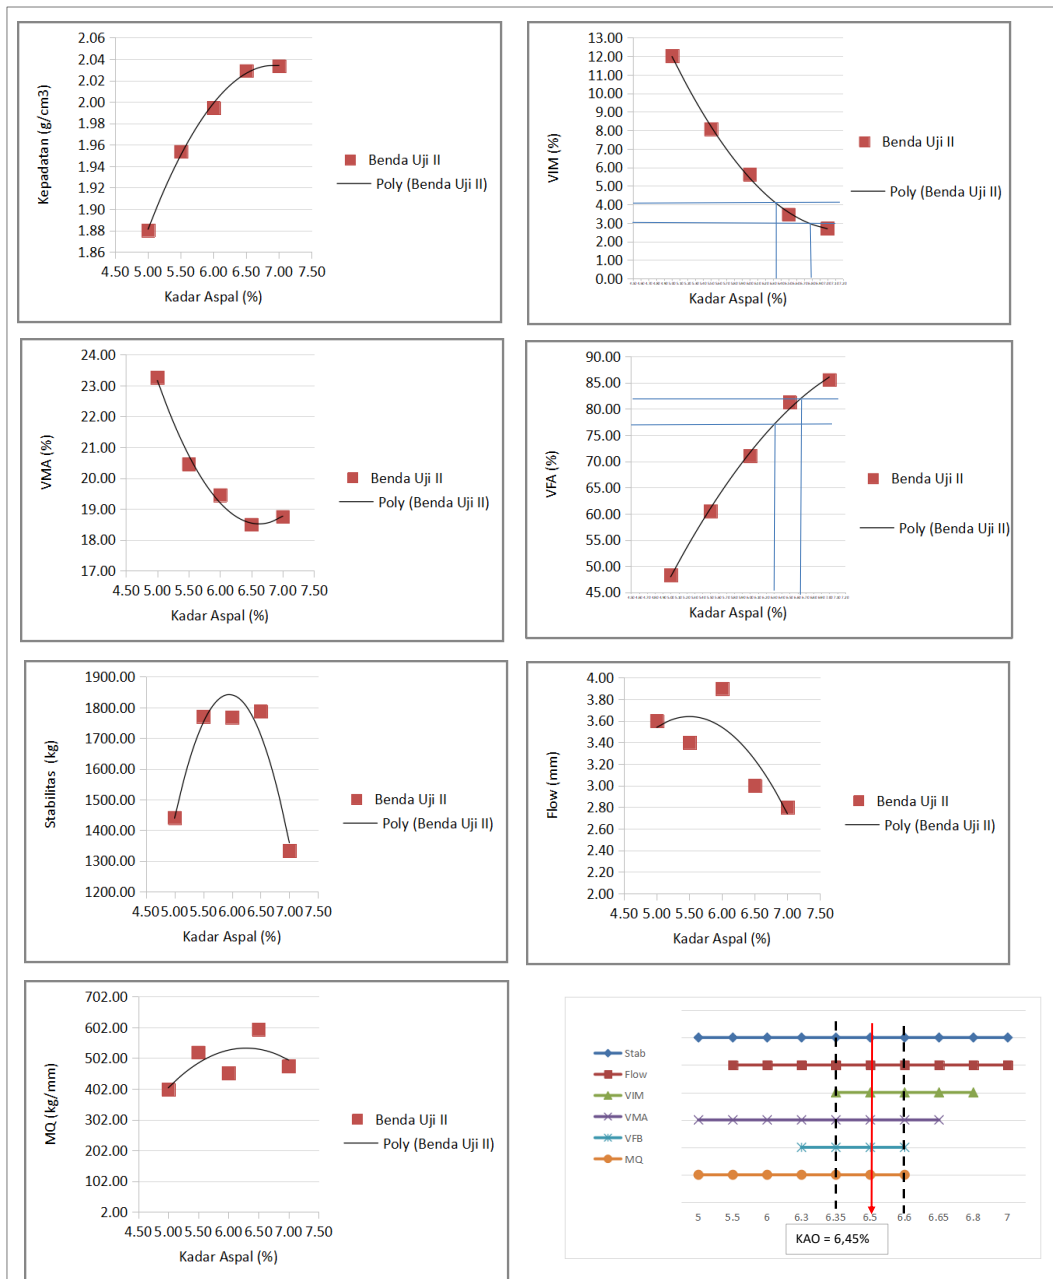 Kepadatan (g/cm3)
2.06
2.04
2.02
2.00
1.98
1.96
1.94
1.92
1.90
1.88
1.86
4.50 5.00 5.50 6.00 6.50 7.00 7.50
Kadar Aspal (%)
Benda Uji II
Poly (Benda Uji II)
VIM (%)
13.00
12.00
11.00
10.00
9.00
8.00
7.00
6.00
5.00
4.00
3.00
2.00
1.00
0.00
Kadar Aspal (%)
Benda Uji II
Poly (Benda Uji II)
VMA (%)
24.00
23.00
22.00
21.00
20.00
19.00
18.00
17.00
4.50 5.00 5.50 6.00 6.50 7.00 7.50
Kadar Aspal (%)
Benda Uji II
Poly (Benda Uji II)
VFA (%)
90.00
85.00
80.00
75.00
70.00
65.00
60.00
55.00
50.00
45.00
Kadar Aspal (%)
Benda Uji II
Poly (Benda Uji II)
Stabilitas (kg)
1900.00
1800.00
1700.00
1600.00
1500.00
1400.00
1300.00
1200.00
4.50 5.00 5.50 6.00 6.50 7.00 7.50
Kadar Aspal (%)
Benda Uji II
Poly (Benda Uji II)
Flow (mm)
4.00
3.80
3.60
3.40
3.20
3.00
2.80
2.60
2.40
2.20
2.00
4.50 5.00 5.50 6.00 6.50 7.00 7.50
Kadar Aspal (%)
Benda Uji II
Poly (Benda Uji II)
MQ (kg/mm)
702.00
602.00
502.00
402.00
302.00
202.00
102.00
2.00
4.50 5.00 5.50 6.00 6.50 7.00 7.50
Kadar Aspal (%)
Benda Uji II
Poly (Benda Uji II)
Stab
Flow
VIM
VMA
VFB
MQ
5 5.5 6 6.3 6.35 6.5 6.6 6.65 6.8 7
KAO = 6,45%